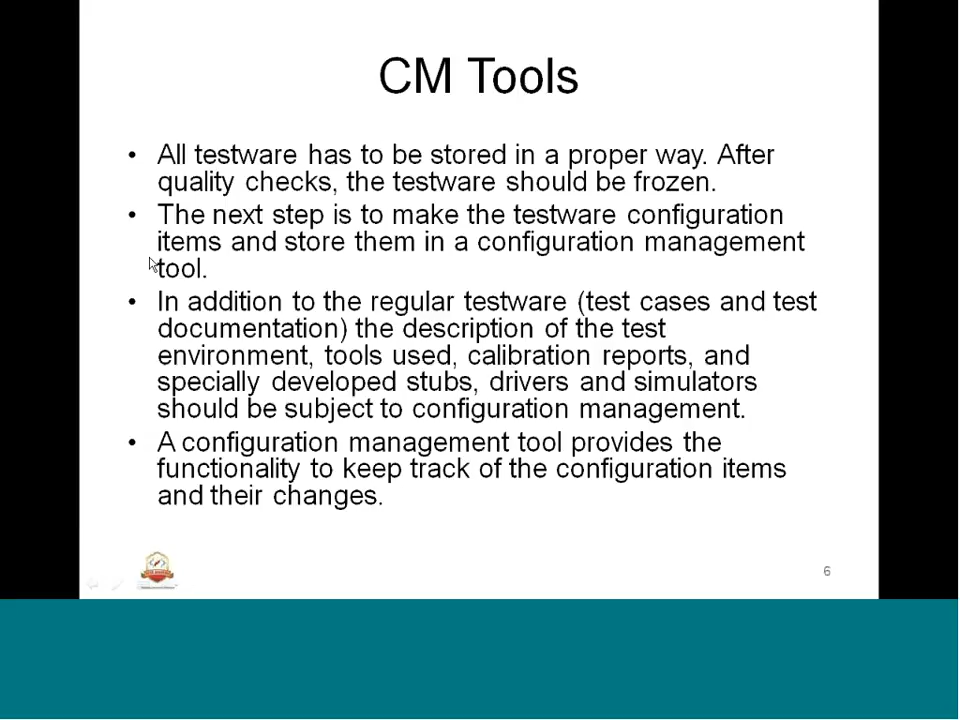 CM Tools
• All testware has to be stored in a proper way. After
quality checks, the testware should be frozen.
• The next step is to make the testware configuration
items and store them in a configuration management
tool.
• In addition to the regular testware (test cases and test
documentation) the description of the test
environment, tools used, calibration reports, and
specially developed stubs, drivers and simulators
should be subject to configuration management.
• A configuration management tool provides the
functionality to keep track of the configuration items
and their changes.
6